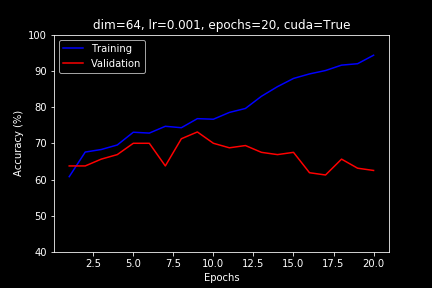 dim=64, lr=0.001, epochs=20, cuda=True
100
90
80
70
60
50
40
Accuracy (%)
Training
Validation
2.5 5.0 7.5 10.0 12.5 15.0 17.5 20.0
Epochs